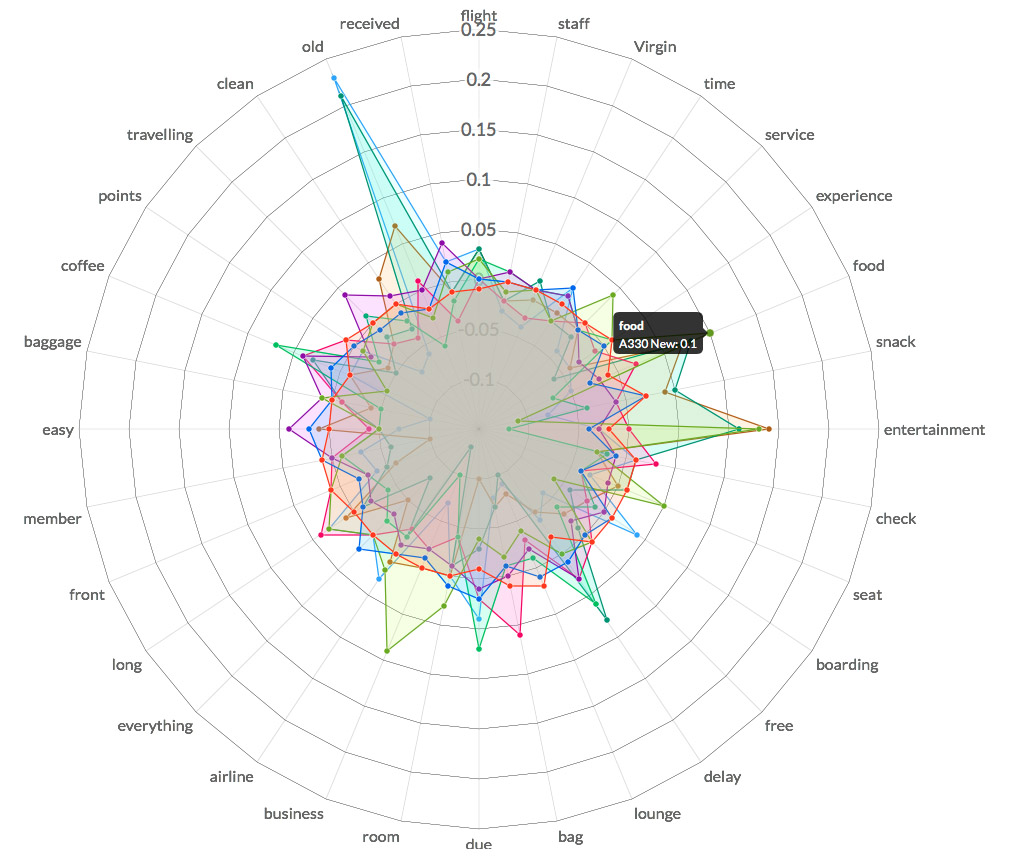 flight
0.25
received
staff
old
Virgin
clean
0.2
time
travelling
0.15
service
points
0.1
experience
coffee
0.05
food
food
A330 New: 0.1
-0.05
baggage
snack
-0.1
easy
entertainment
member
check
front
seat
long
boarding
everything
free
airline
delay
business
lounge
room
bag
due